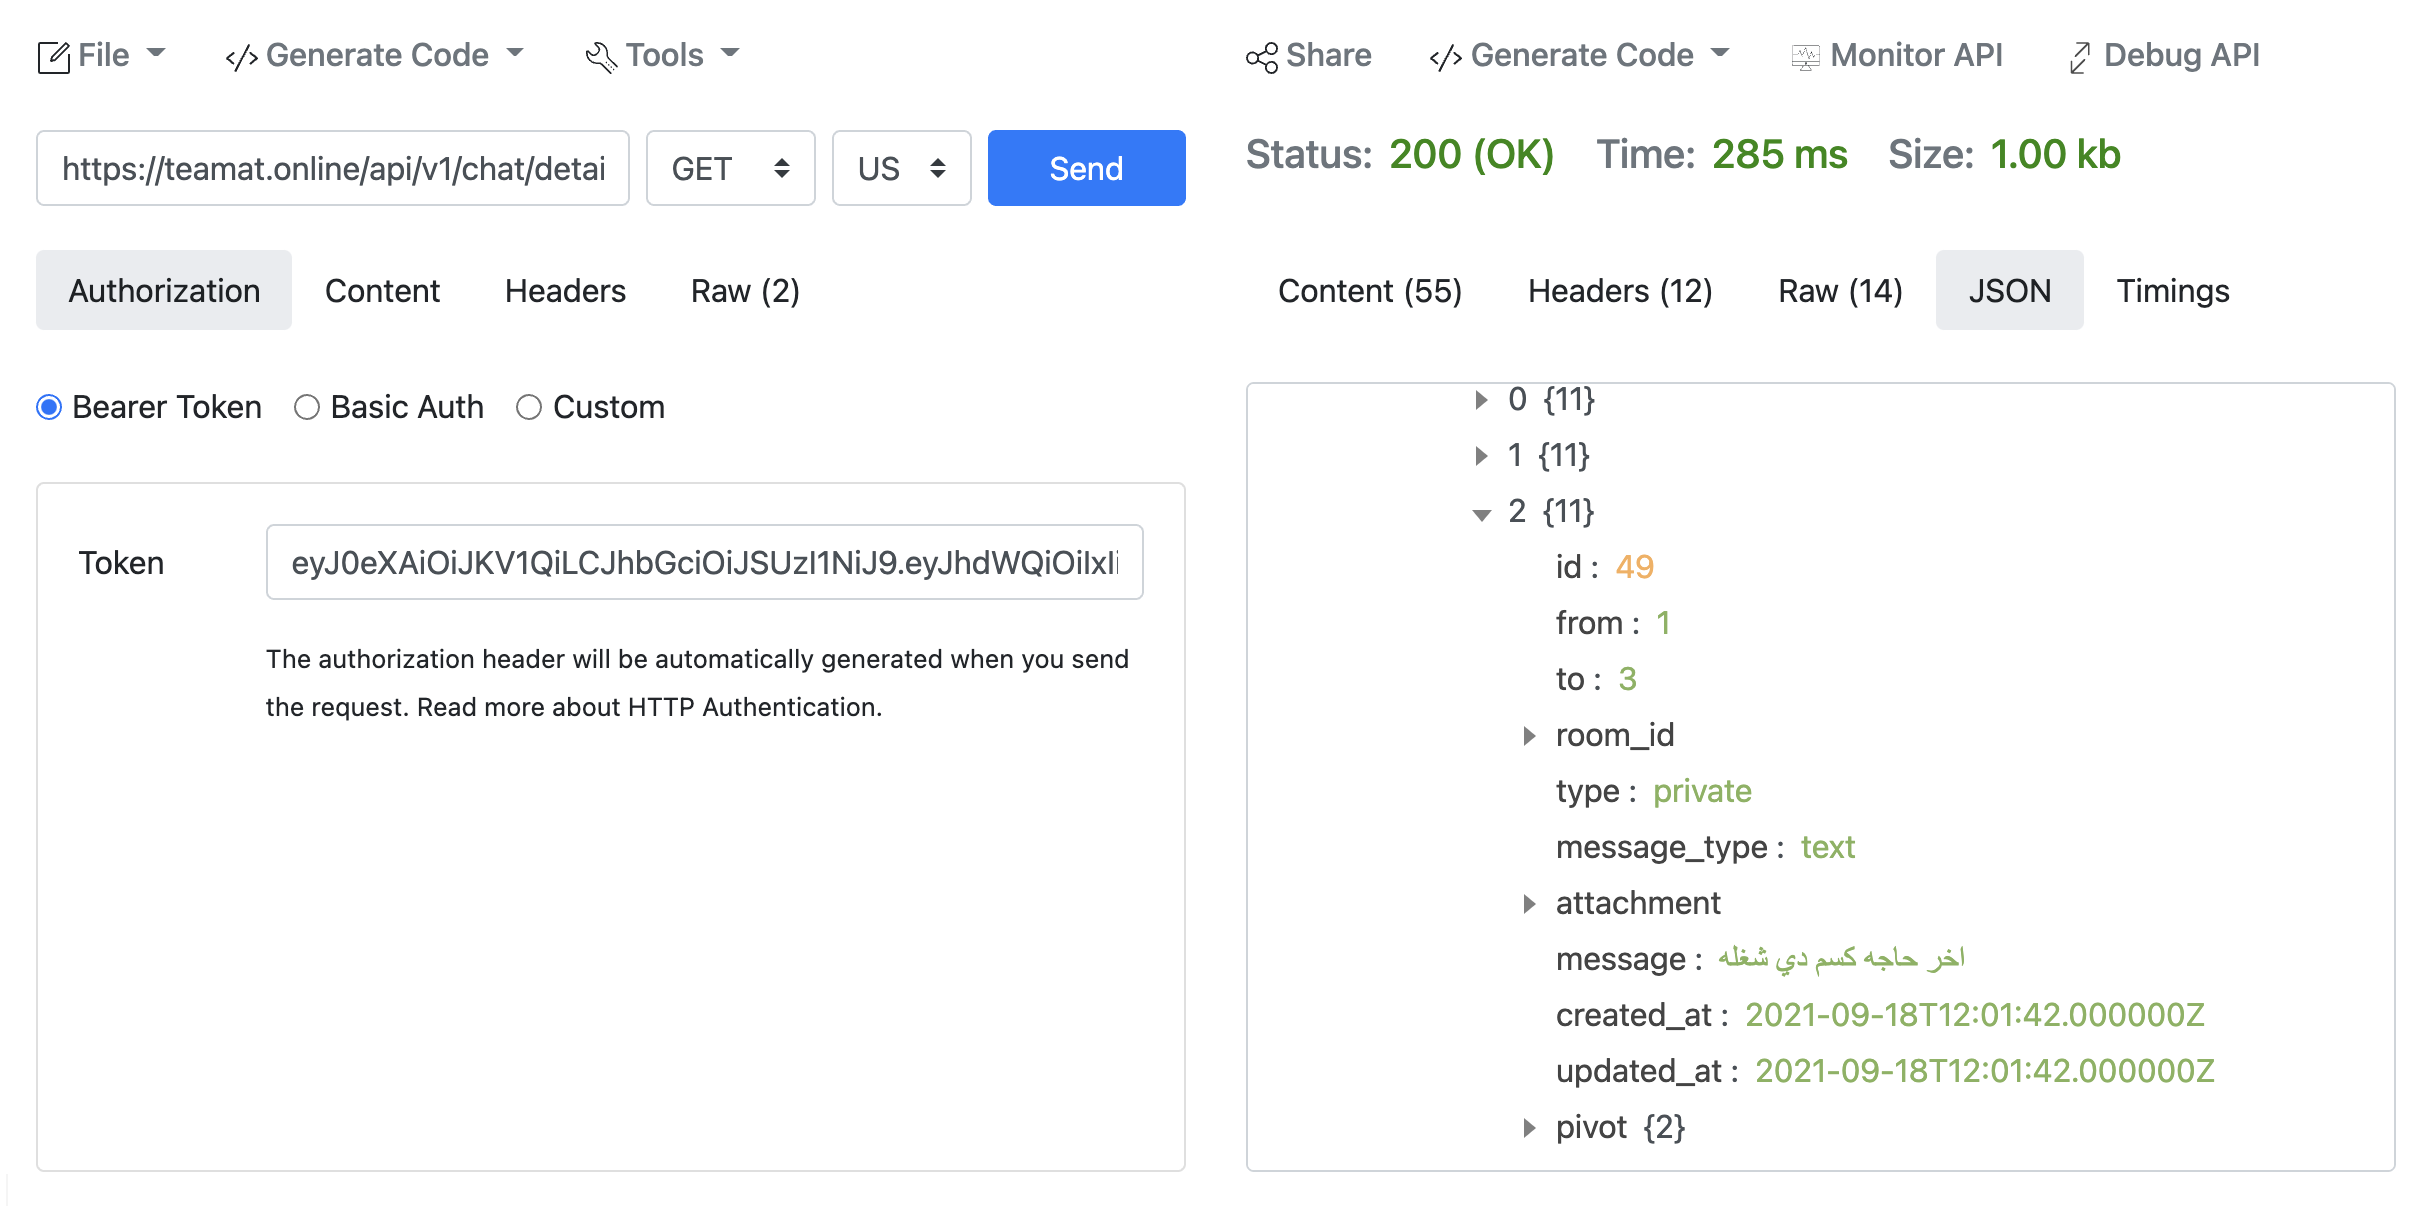 File
Generate Code
Tools
https://teamat.online/api/v1/chat/detai
GET
US
Send
Authorization
Content
Headers
Raw (2)
Bearer Token
Basic Auth
Custom
Token
eyJ0eXAiOiJKV1QiLCJhbGciOiJSUzI1NiJ9.eyJhdWQiOiIxIi
The authorization header will be automatically generated when you send
the request. Read more about HTTP Authentication.
Share
Generate Code
Monitor API
Debug API
Status: 200 (OK) Time: 285 ms Size: 1.00 kb
Content (55)
Headers (12)
Raw (14)
JSON
Timings
0 {11}
1 {11}
2 {11}
id : 49
from : 1
to : 3
room_id
type : private
message_type : text
attachment
message : اخر حاجه كسم دي شغله
created_at : 2021-09-18T12:01:42.000000Z
updated_at : 2021-09-18T12:01:42.000000Z
pivot {2}